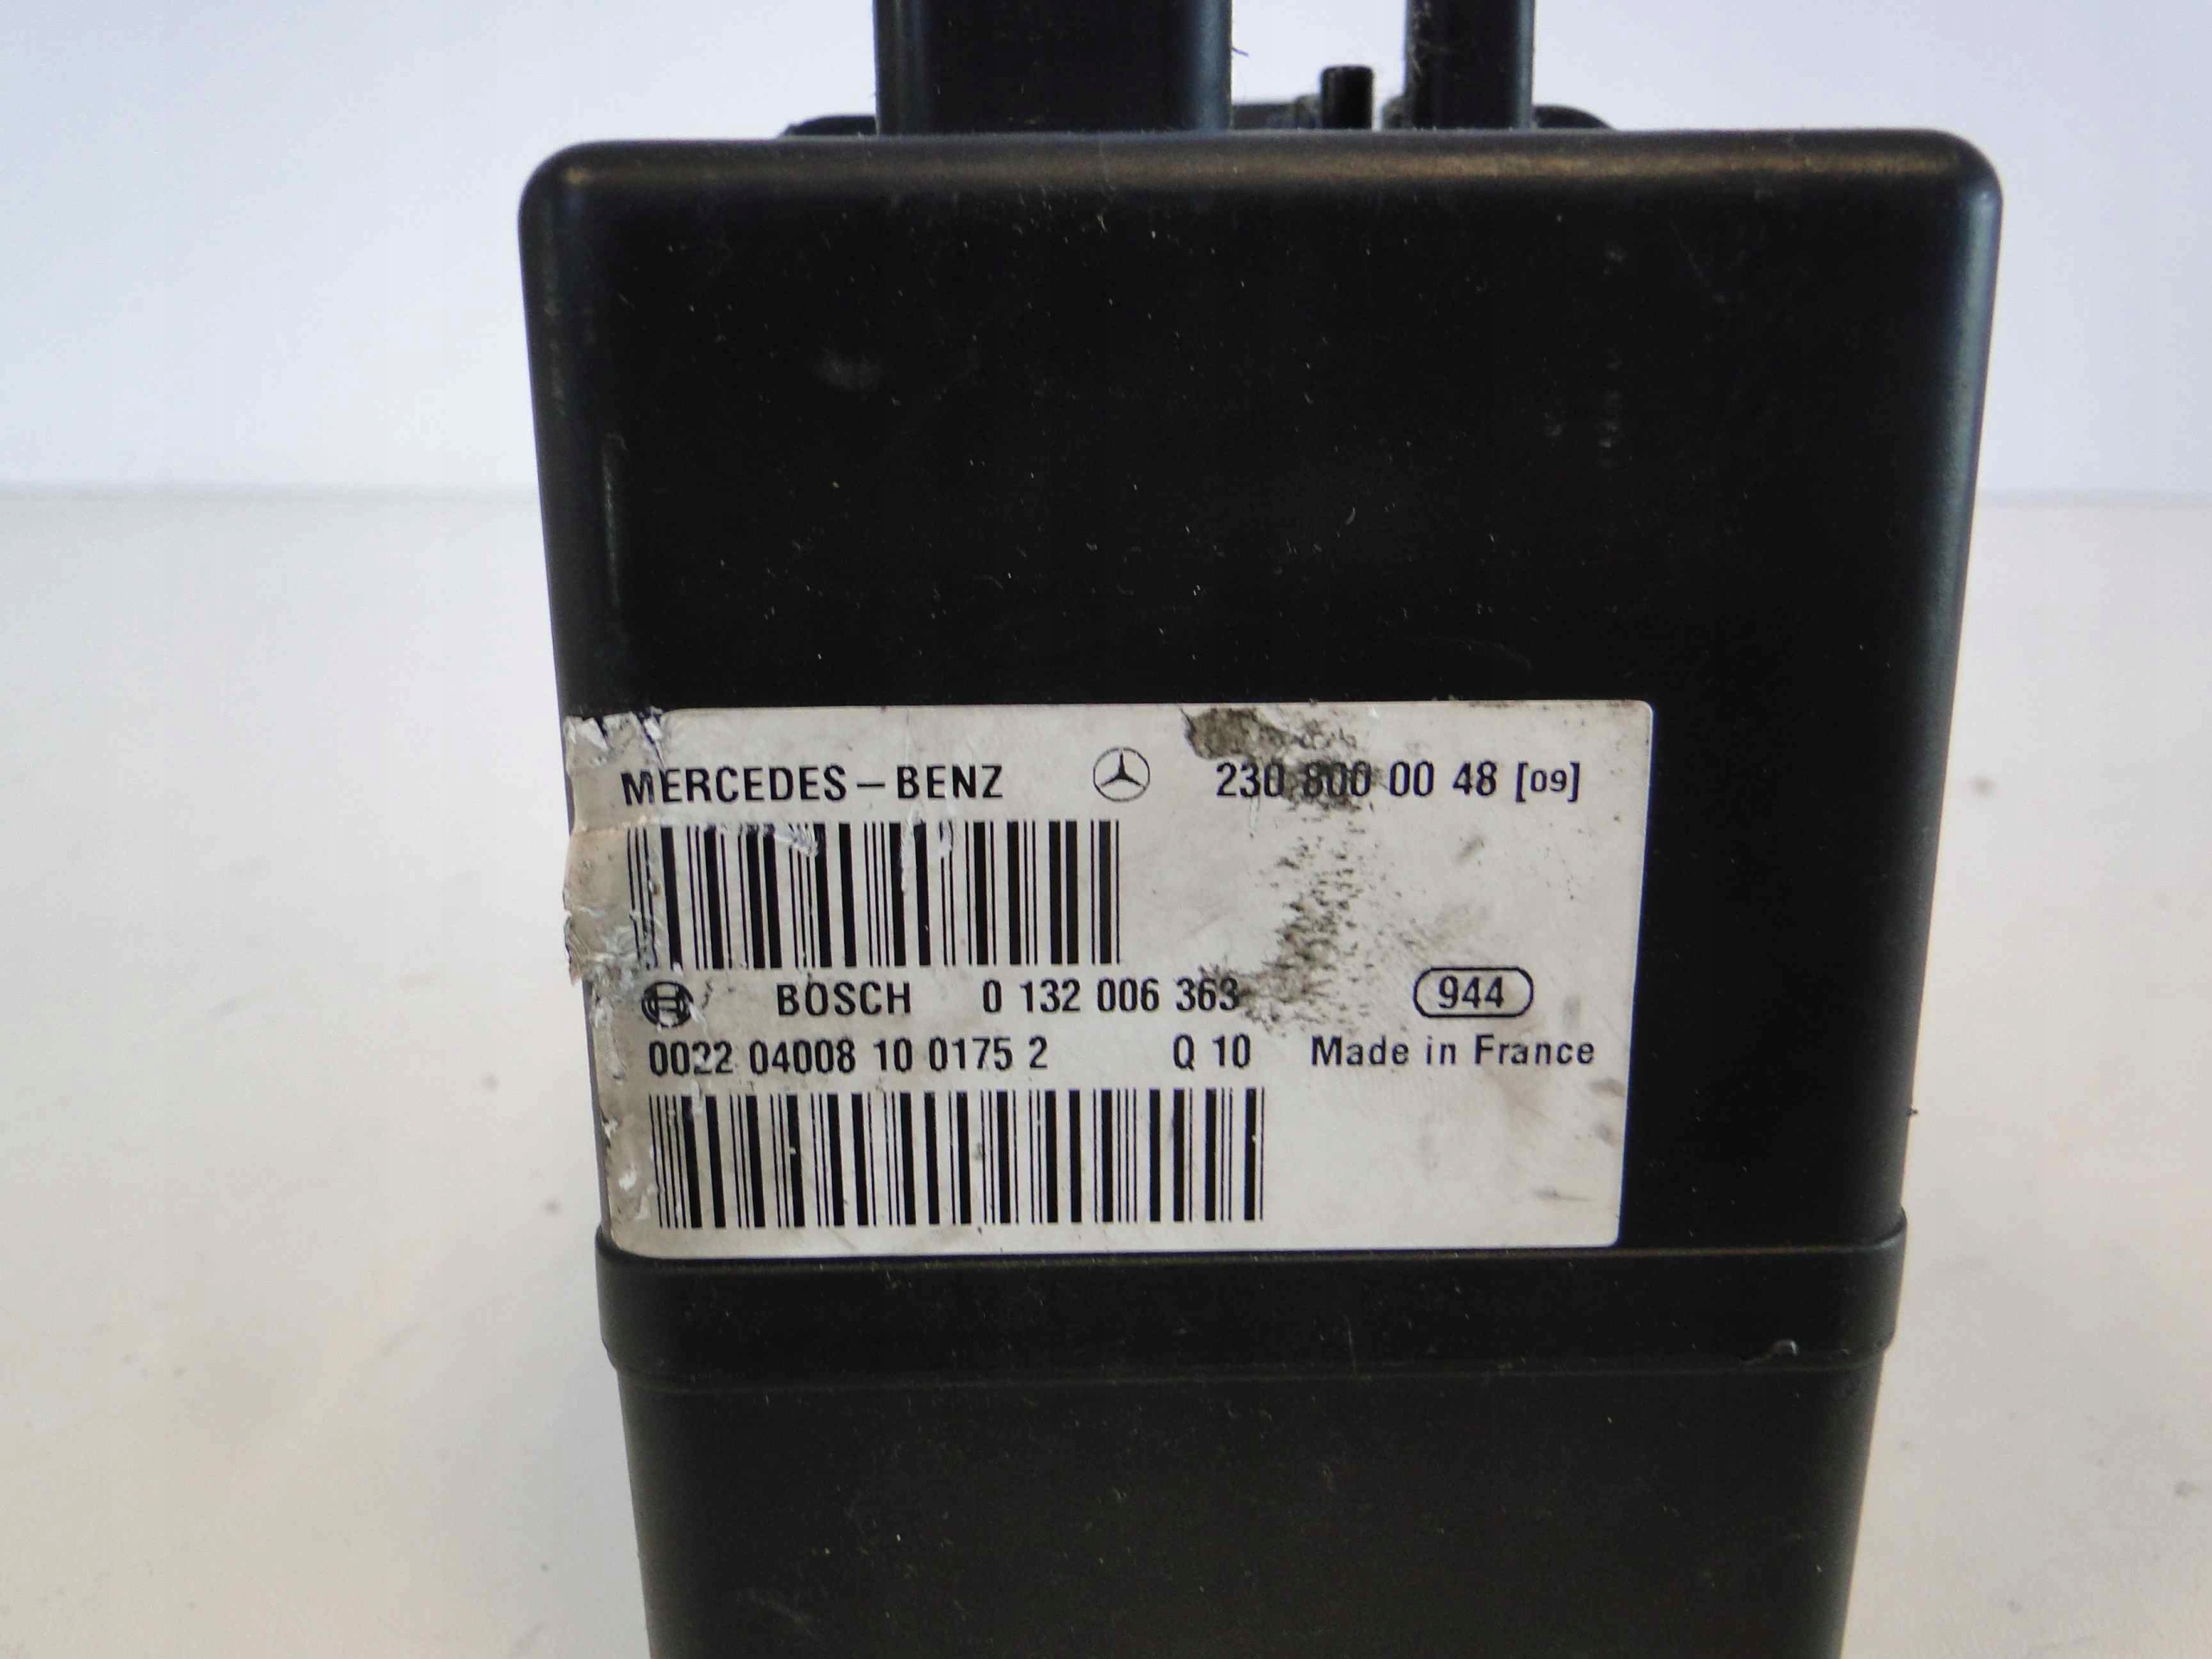 MERCEDES – BENZ 230 800 00 48 [09]
BOSCH 0 132 006 363 944
0022 04008 10 0175 2 Q 10 Made in France